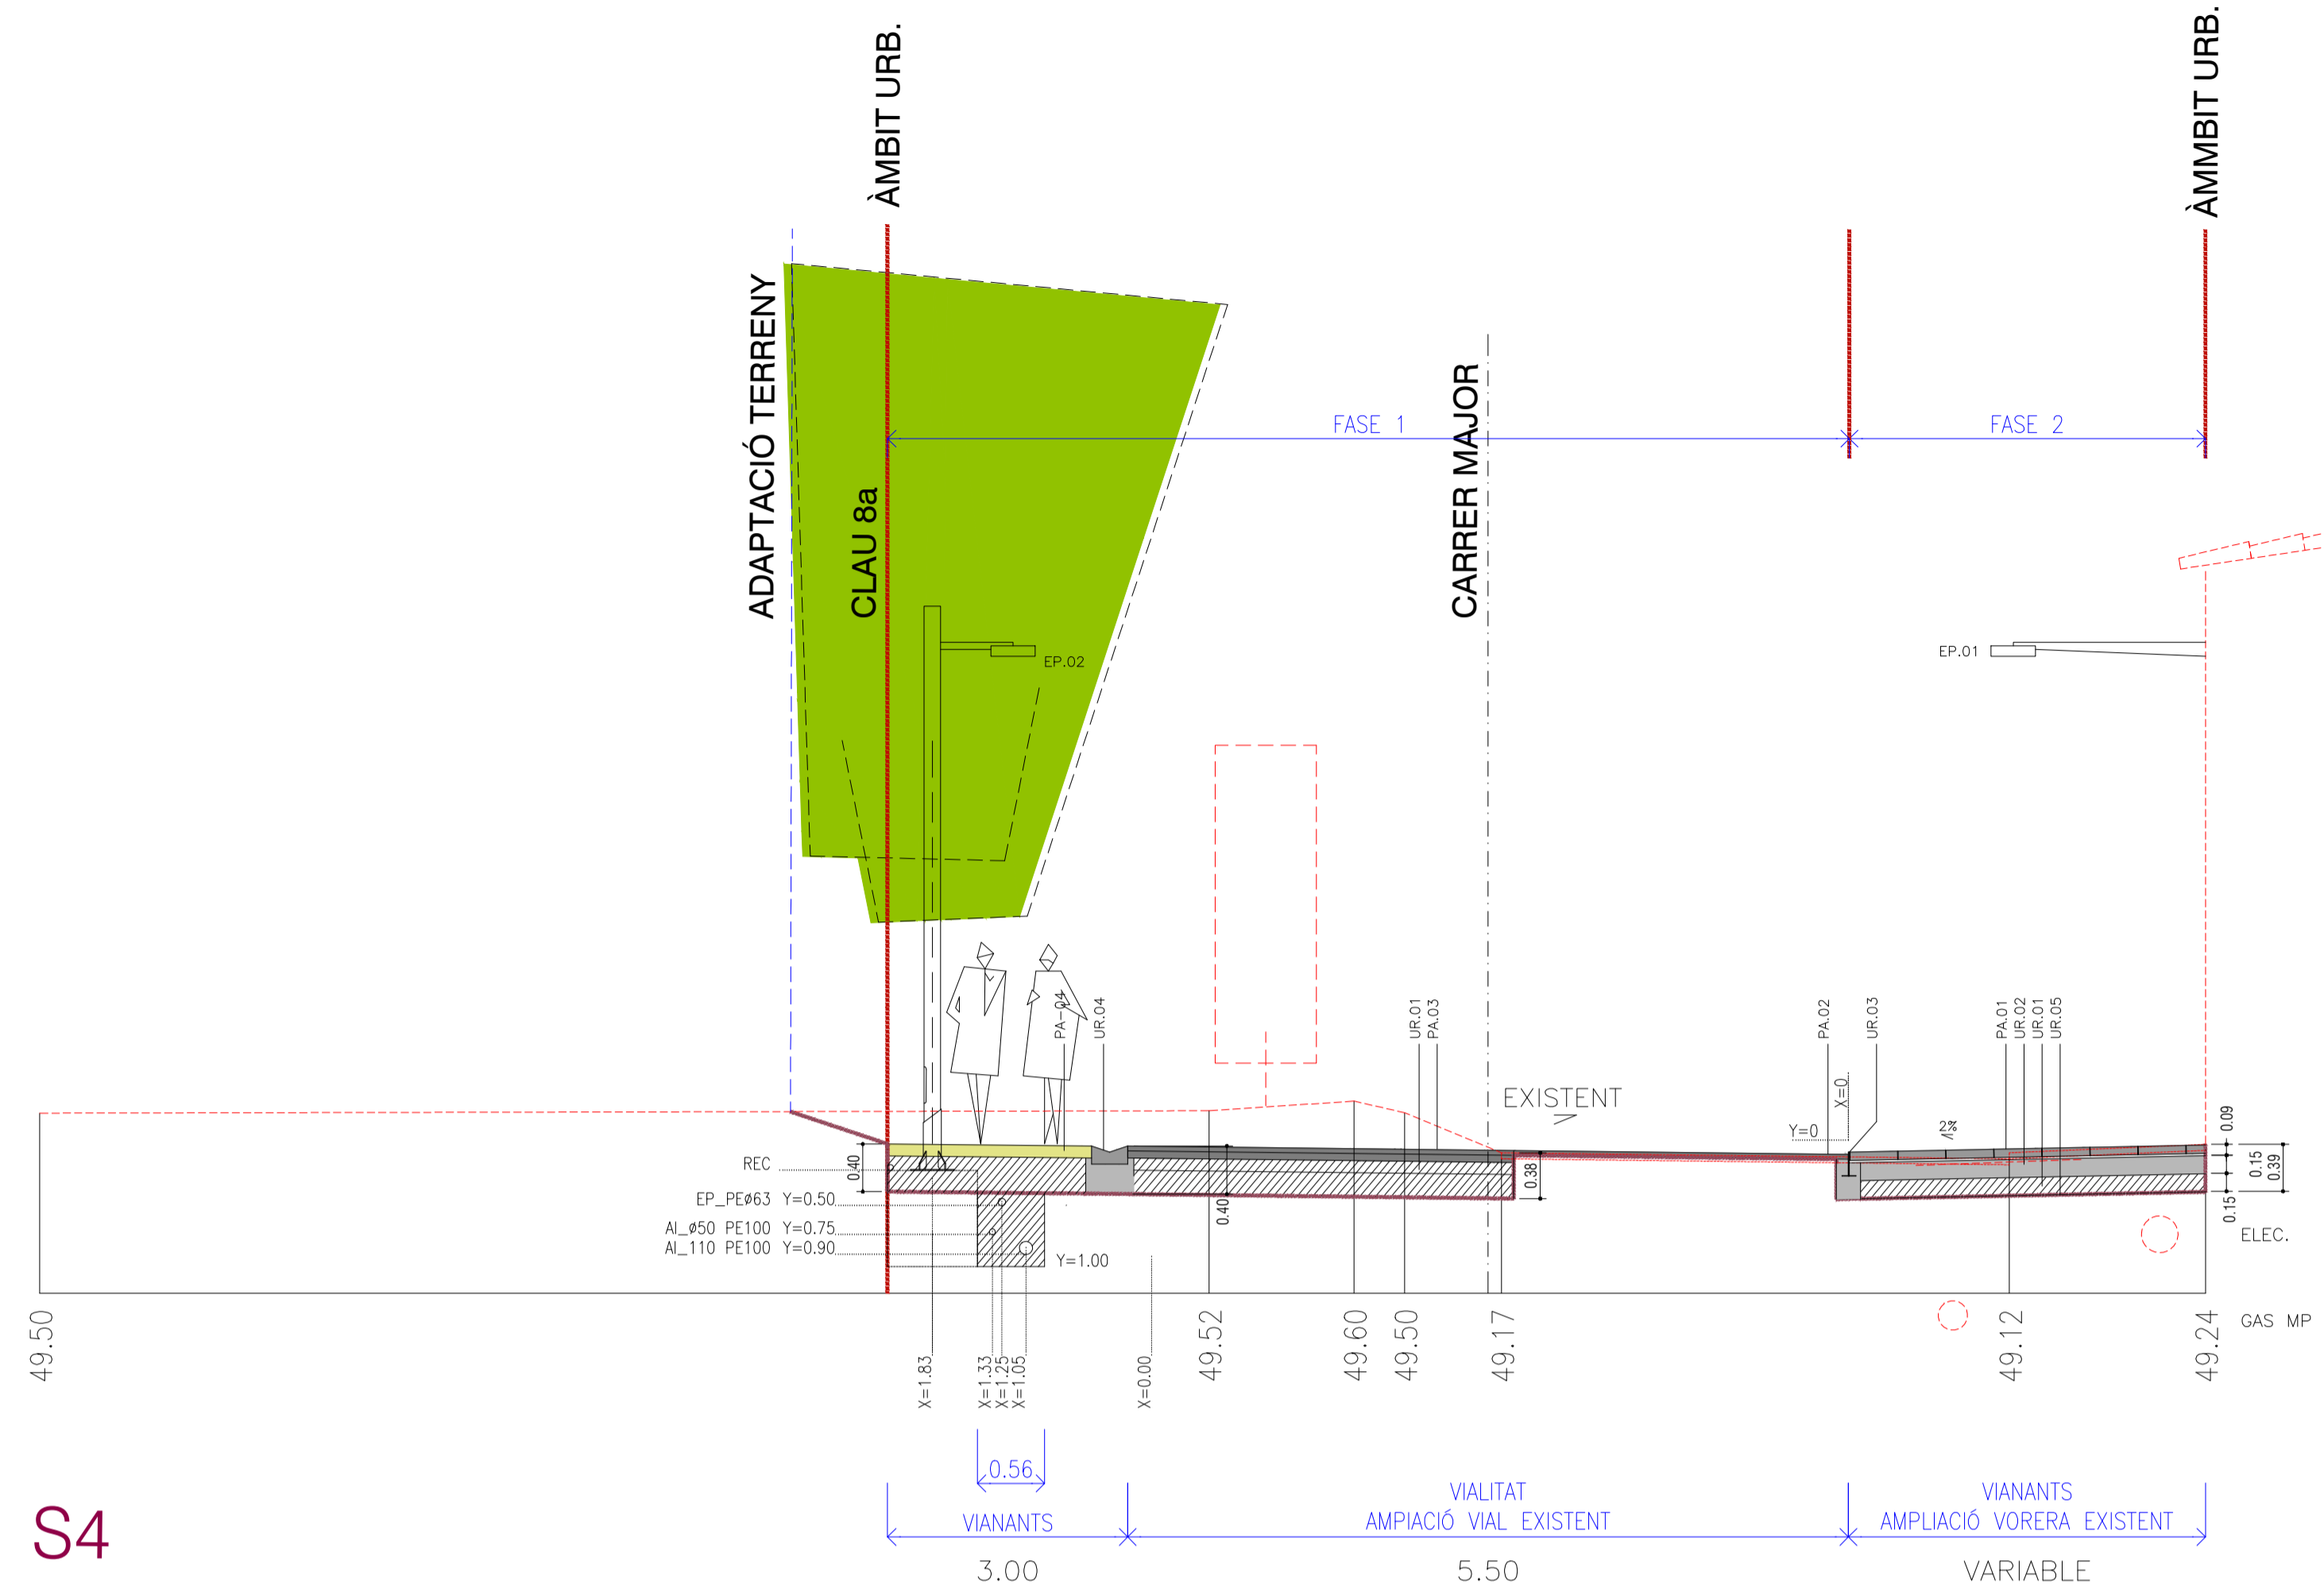 ÀMBIT URB.
ÀMMBIT URB.
ADAPTACIÓ TERRENY
CLAU 8a
CARRER MAJOR
FASE 1
FASE 2
EP.02
EP.01
PA-04
UR.04
UR.01
PA.03
PA.02
UR.03
PA.01
UR.02
UR.01
UR.05
EXISTENT
X=0
Y=0
2%
0.09
0.15
0.39
0.15
0.40
0.40
0.38
REC
EP_PEø63 Y=0.50
AI_ø50 PE100 Y=0.75
AI_110 PE100 Y=0.90
Y=1.00
ELEC.
GAS MP
49.50
49.52
49.60
49.50
49.17
49.12
49.24
X=1.83
X=1.33
X=1.25
X=1.05
X=0.00
0.56
VIANANTS
3.00
VIALITAT
AMPIACIÓ VIAL EXISTENT
5.50
VIANANTS
AMPLIACIÓ VORERA EXISTENT
VARIABLE
S4